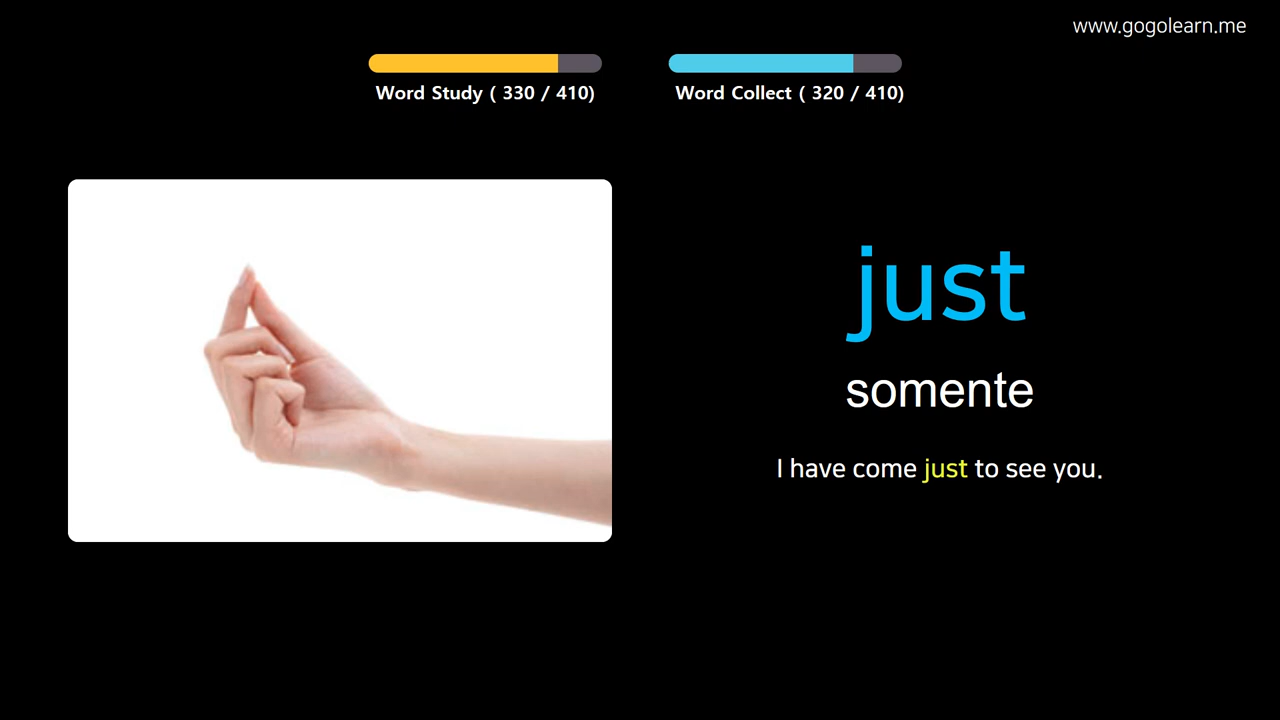 www.gogolearn.me
Word Study ( 330 / 410)
Word Collect ( 320 / 410)
just
somente
I have come just to see you.